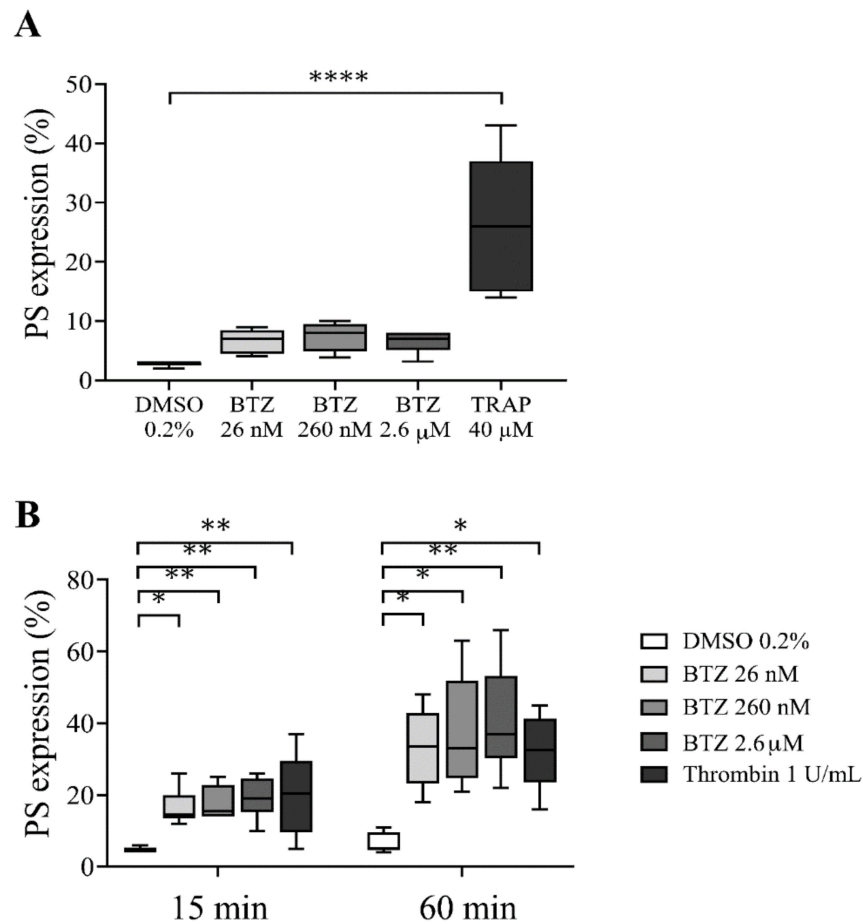 A
****
PS expression (%)
50
40
30
20
10
0
DMSO 0.2%
BTZ 26 nM
BTZ 260 nM
BTZ 2.6 µM
TRAP 40 µM
B
**
**
**
*
*
**
*
*
PS expression (%)
80
60
40
20
0
15 min
60 min
DMSO 0.2%
BTZ 26 nM
BTZ 260 nM
BTZ 2.6 µM
Thrombin 1 U/mL